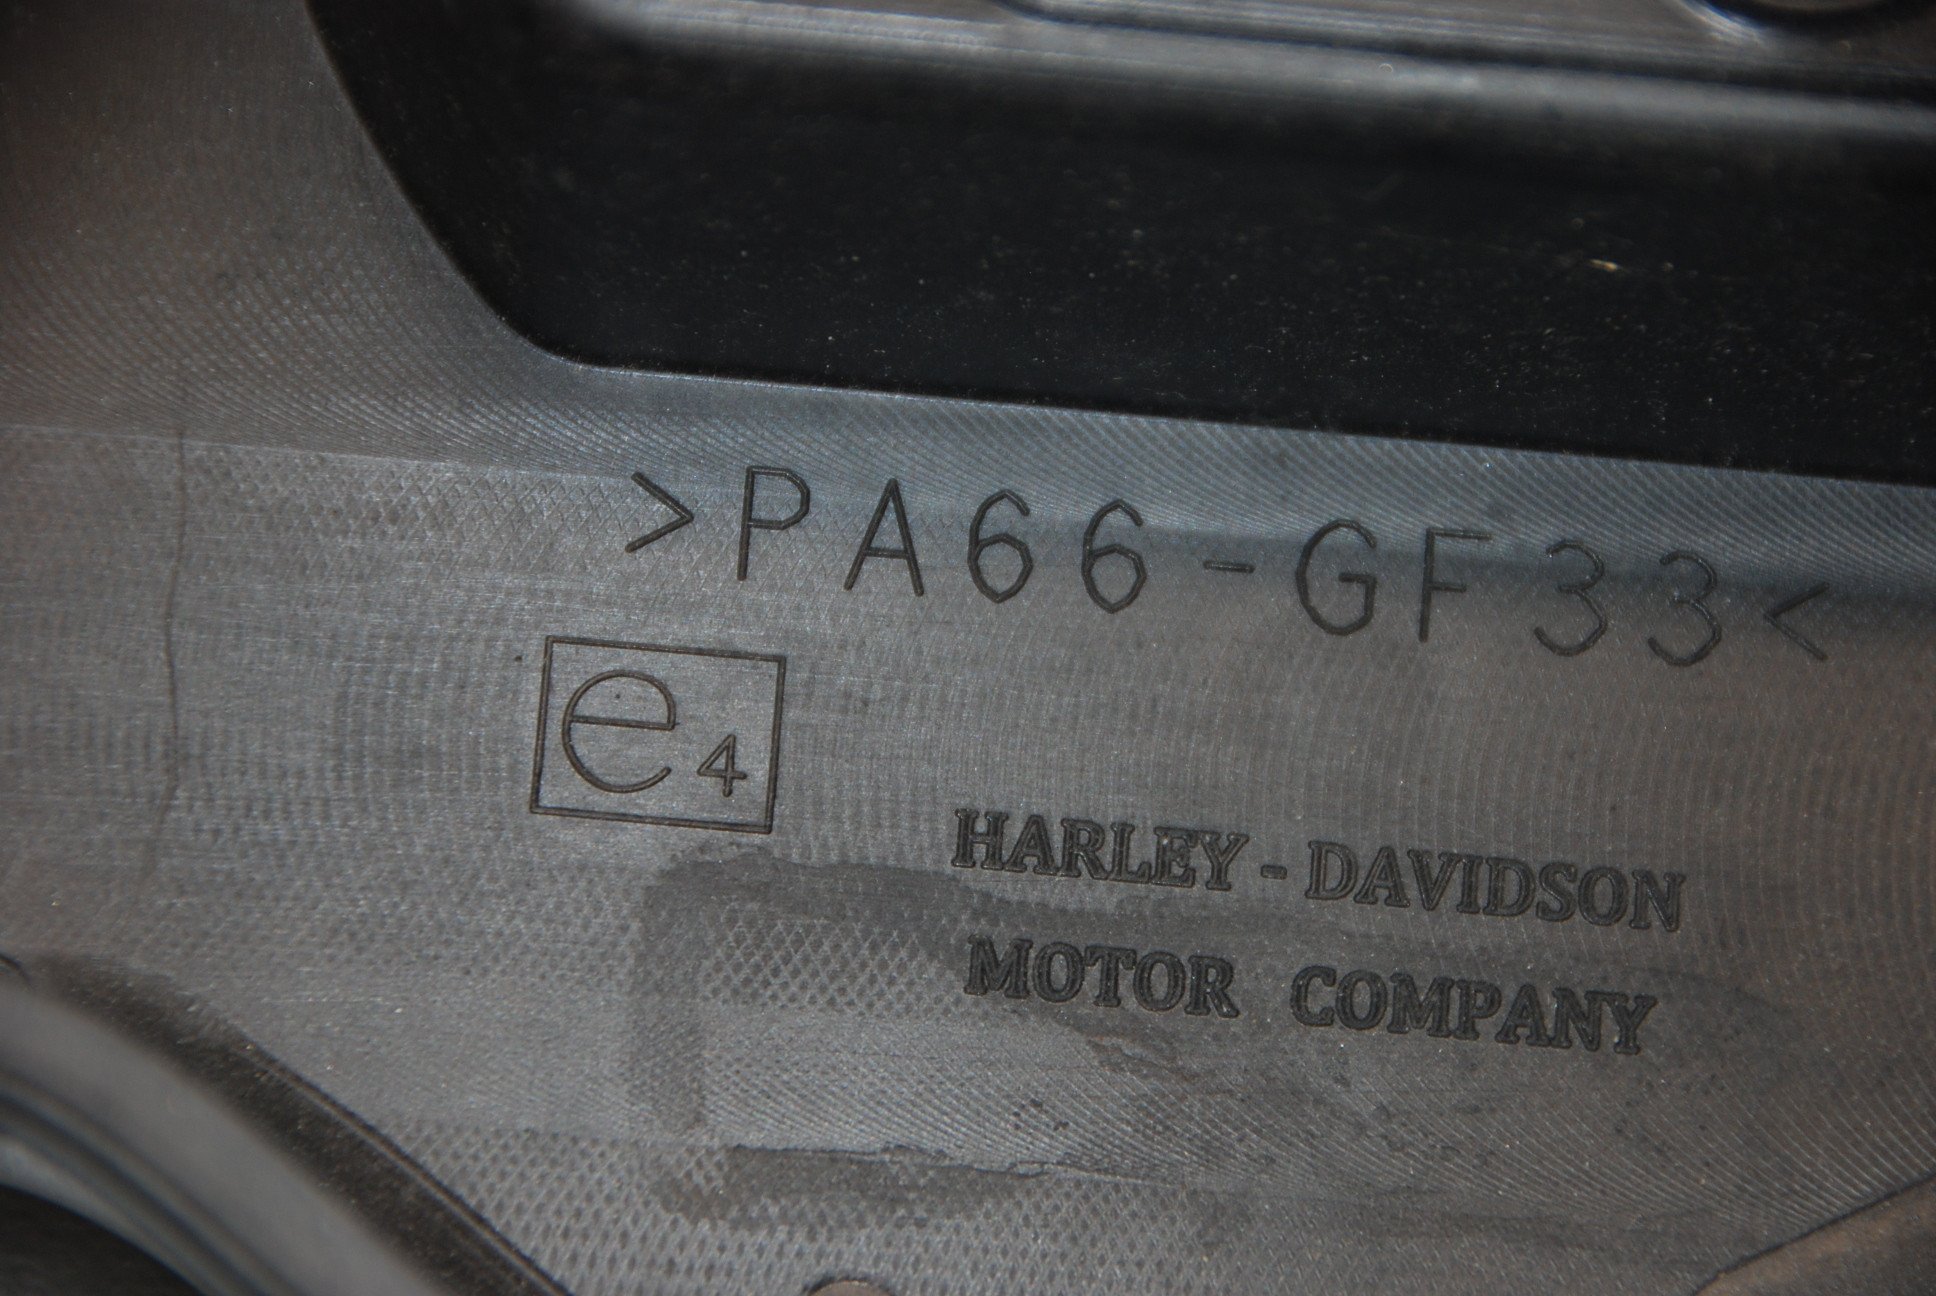 >PA66-GF33<
e4
HARLEY-DAVIDSON
MOTOR COMPANY